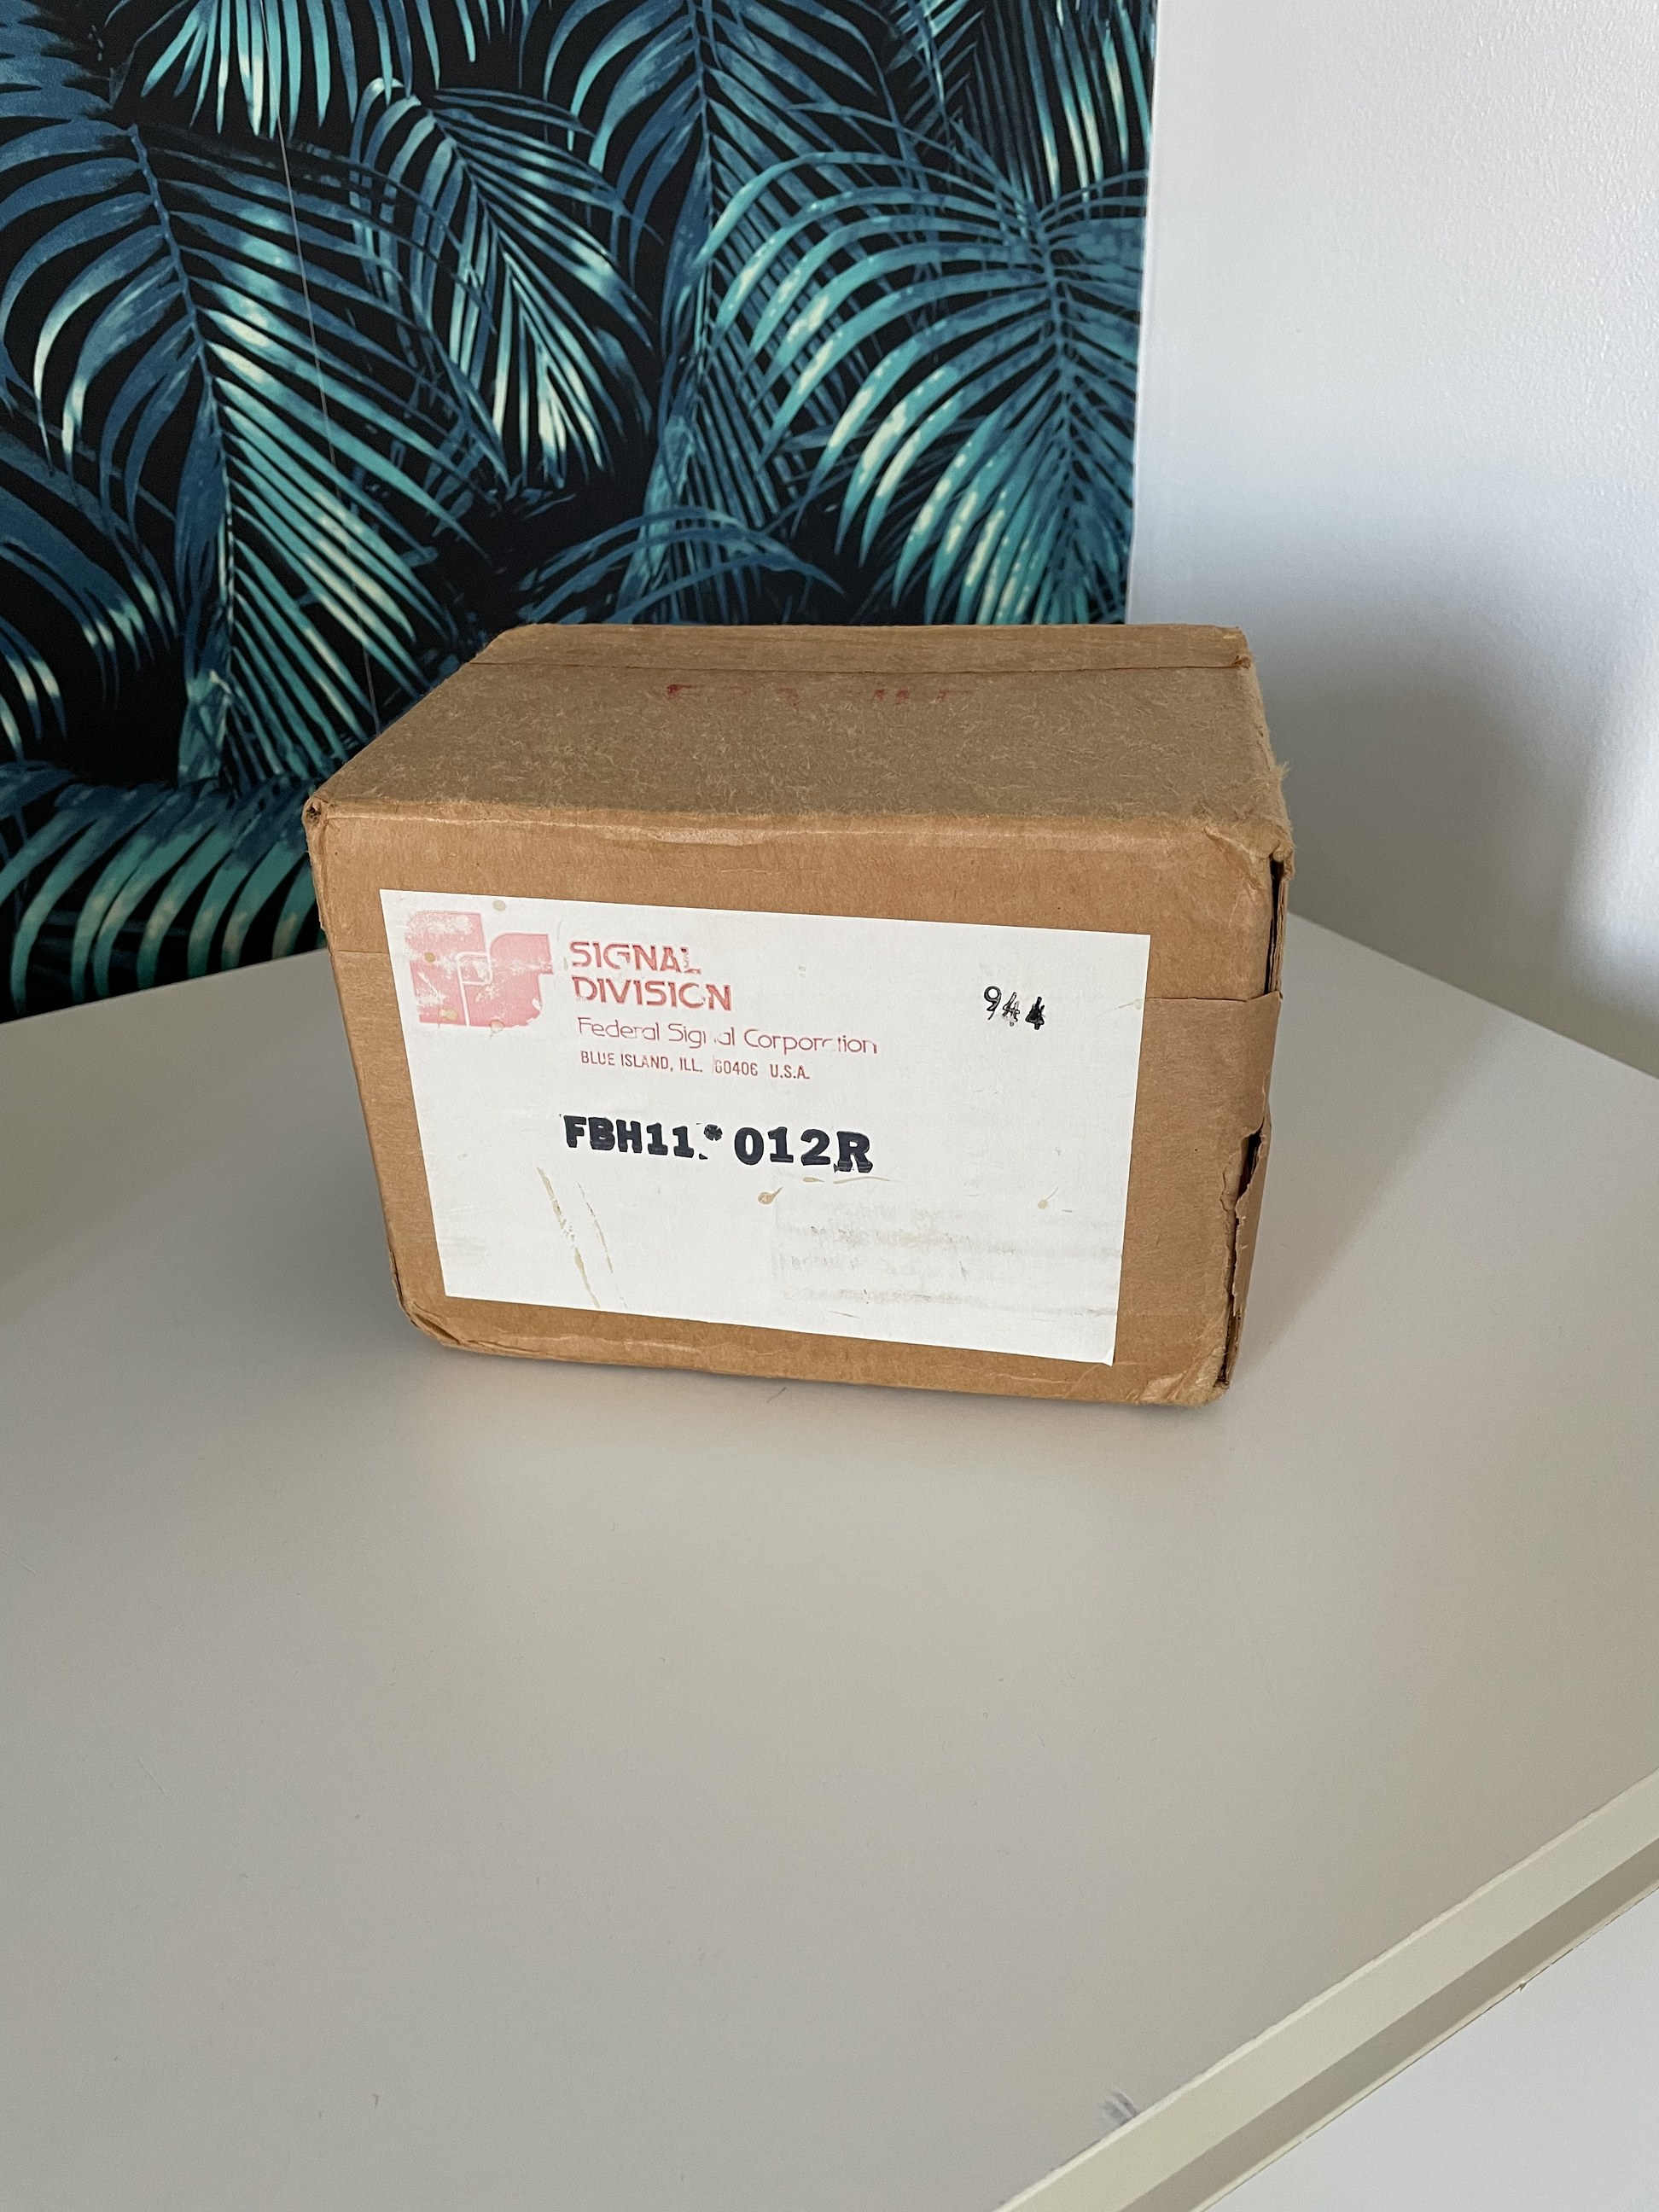 SIGNAL
DIVISION
Federal Signal Corporation
BLUE ISLAND, ILL. 60406 U.S.A.
944
FBH11.* 012R